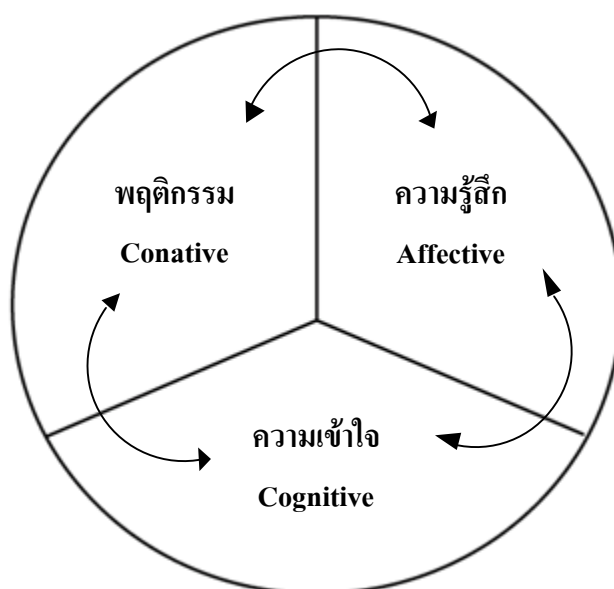 พฤติกรรม
Conative
ความรู้สึก
Affective
ความเข้าใจ
Cognitive